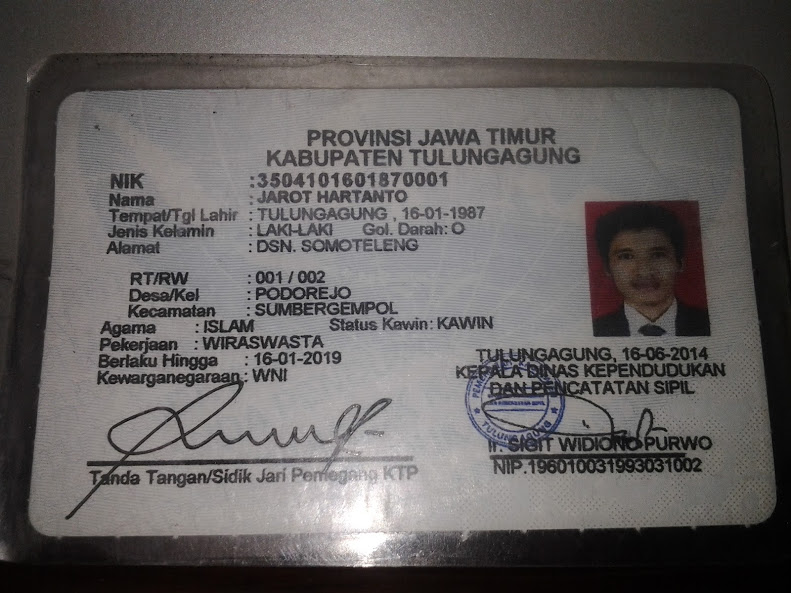 PROVINSI JAWA TIMUR
KABUPATEN TULUNGAGUNG
NIK :3504101601870001
Nama : JAROT HARTANTO
Tempat/Tgl Lahir : TULUNGAGUNG , 16-01-1987
Jenis Kelamin : LAKI-LAKI Gol. Darah: O
Alamat : DSN. SOMOTELENG
RT/RW : 001 / 002
Desa/Kel : PODOREJO
Kecamatan : SUMBERGEMPOL
Agama : ISLAM Status Kawin: KAWIN
Pekerjaan : WIRASWASTA
Berlaku Hingga : 16-01-2019
Kewarganegaraan: WNI
TULUNGAGUNG, 16-06-2014
KEPALA DINAS KEPENDUDUKAN
DAN PENCATATAN SIPIL
TULUNGAGUNG
Ir. SIGIT WIDIONO PURWO
NIP.196010031993031002
Tanda Tangan/Sidik Jari Pemegang KTP